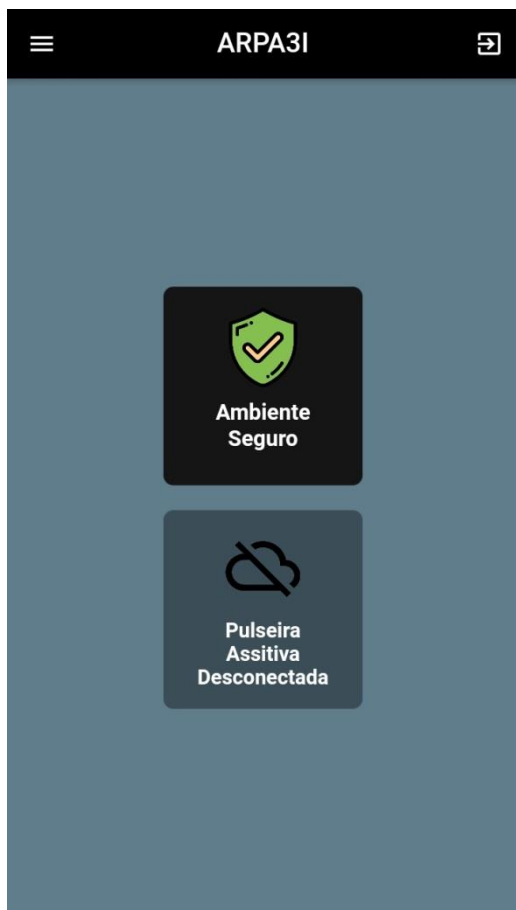 ARPA3I
Ambiente
Seguro
Pulseira
Assitiva
Desconectada